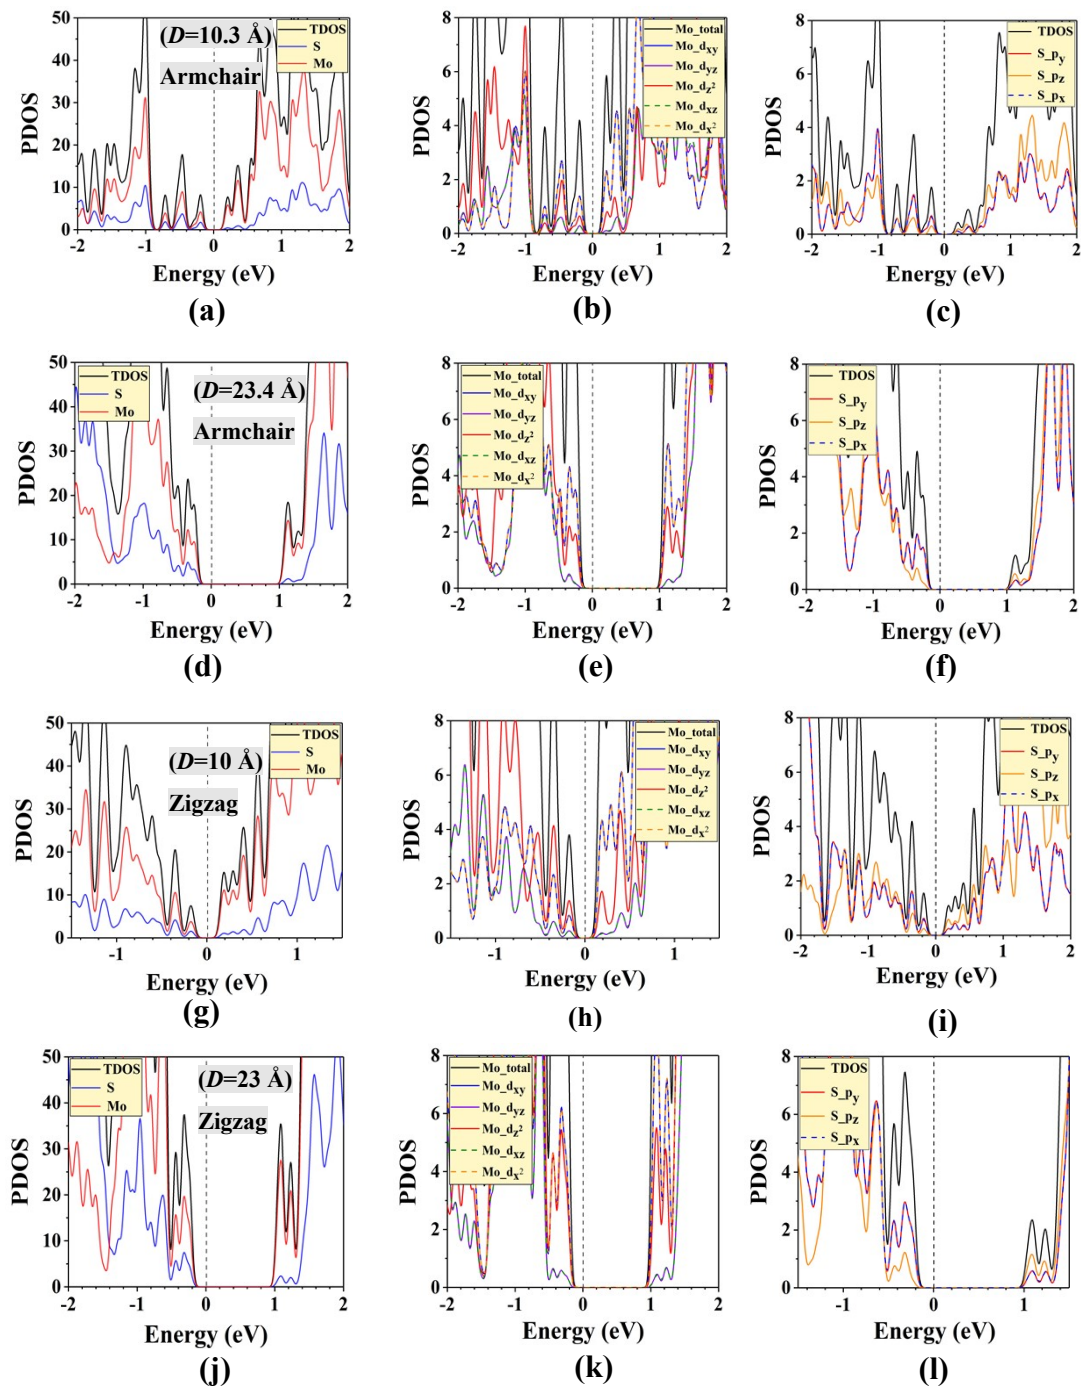 50
40
30
20
10
0
PDOS
(D=10.3 Å)
Armchair
TDOS
S
Mo
-2 -1 0 1 2
Energy (eV)
(a)
8
6
4
2
0
PDOS
Mo_total
Mo_dxy
Mo_dyz
Mo_dz²
Mo_dxz
Mo_dx²
-2 -1 0 1 2
Energy (eV)
(b)
8
6
4
2
0
PDOS
TDOS
S_py
S_pz
S_px
-2 -1 0 1 2
Energy (eV)
(c)
50
40
30
20
10
0
PDOS
TDOS
S
Mo
(D=23.4 Å)
Armchair
-2 -1 0 1 2
Energy (eV)
(d)
8
6
4
2
0
PDOS
Mo_total
Mo_dxy
Mo_dyz
Mo_dz²
Mo_dxz
Mo_dx²
-2 -1 0 1 2
Energy (eV)
(e)
8
6
4
2
0
PDOS
TDOS
S_py
S_pz
S_px
-2 -1 0 1 2
Energy (eV)
(f)
50
40
30
20
10
0
PDOS
(D=10 Å)
Zigzag
TDOS
S
Mo
-1 0 1
Energy (eV)
(g)
8
6
4
2
0
PDOS
Mo_total
Mo_dxy
Mo_dyz
Mo_dz²
Mo_dxz
Mo_dx²
-1 0 1
Energy (eV)
(h)
8
6
4
2
0
PDOS
TDOS
S_py
S_pz
S_px
-2 -1 0 1 2
Energy (eV)
(i)
50
40
30
20
10
0
PDOS
TDOS
S
Mo
(D=23 Å)
Zigzag
-2 -1 0 1 2
Energy (eV)
(j)
8
6
4
2
0
PDOS
Mo_total
Mo_dxy
Mo_dyz
Mo_dz²
Mo_dxz
Mo_dx²
-2 -1 0 1 2
Energy (eV)
(k)
8
6
4
2
0
PDOS
TDOS
S_py
S_pz
S_px
-1 0 1
Energy (eV)
(l)